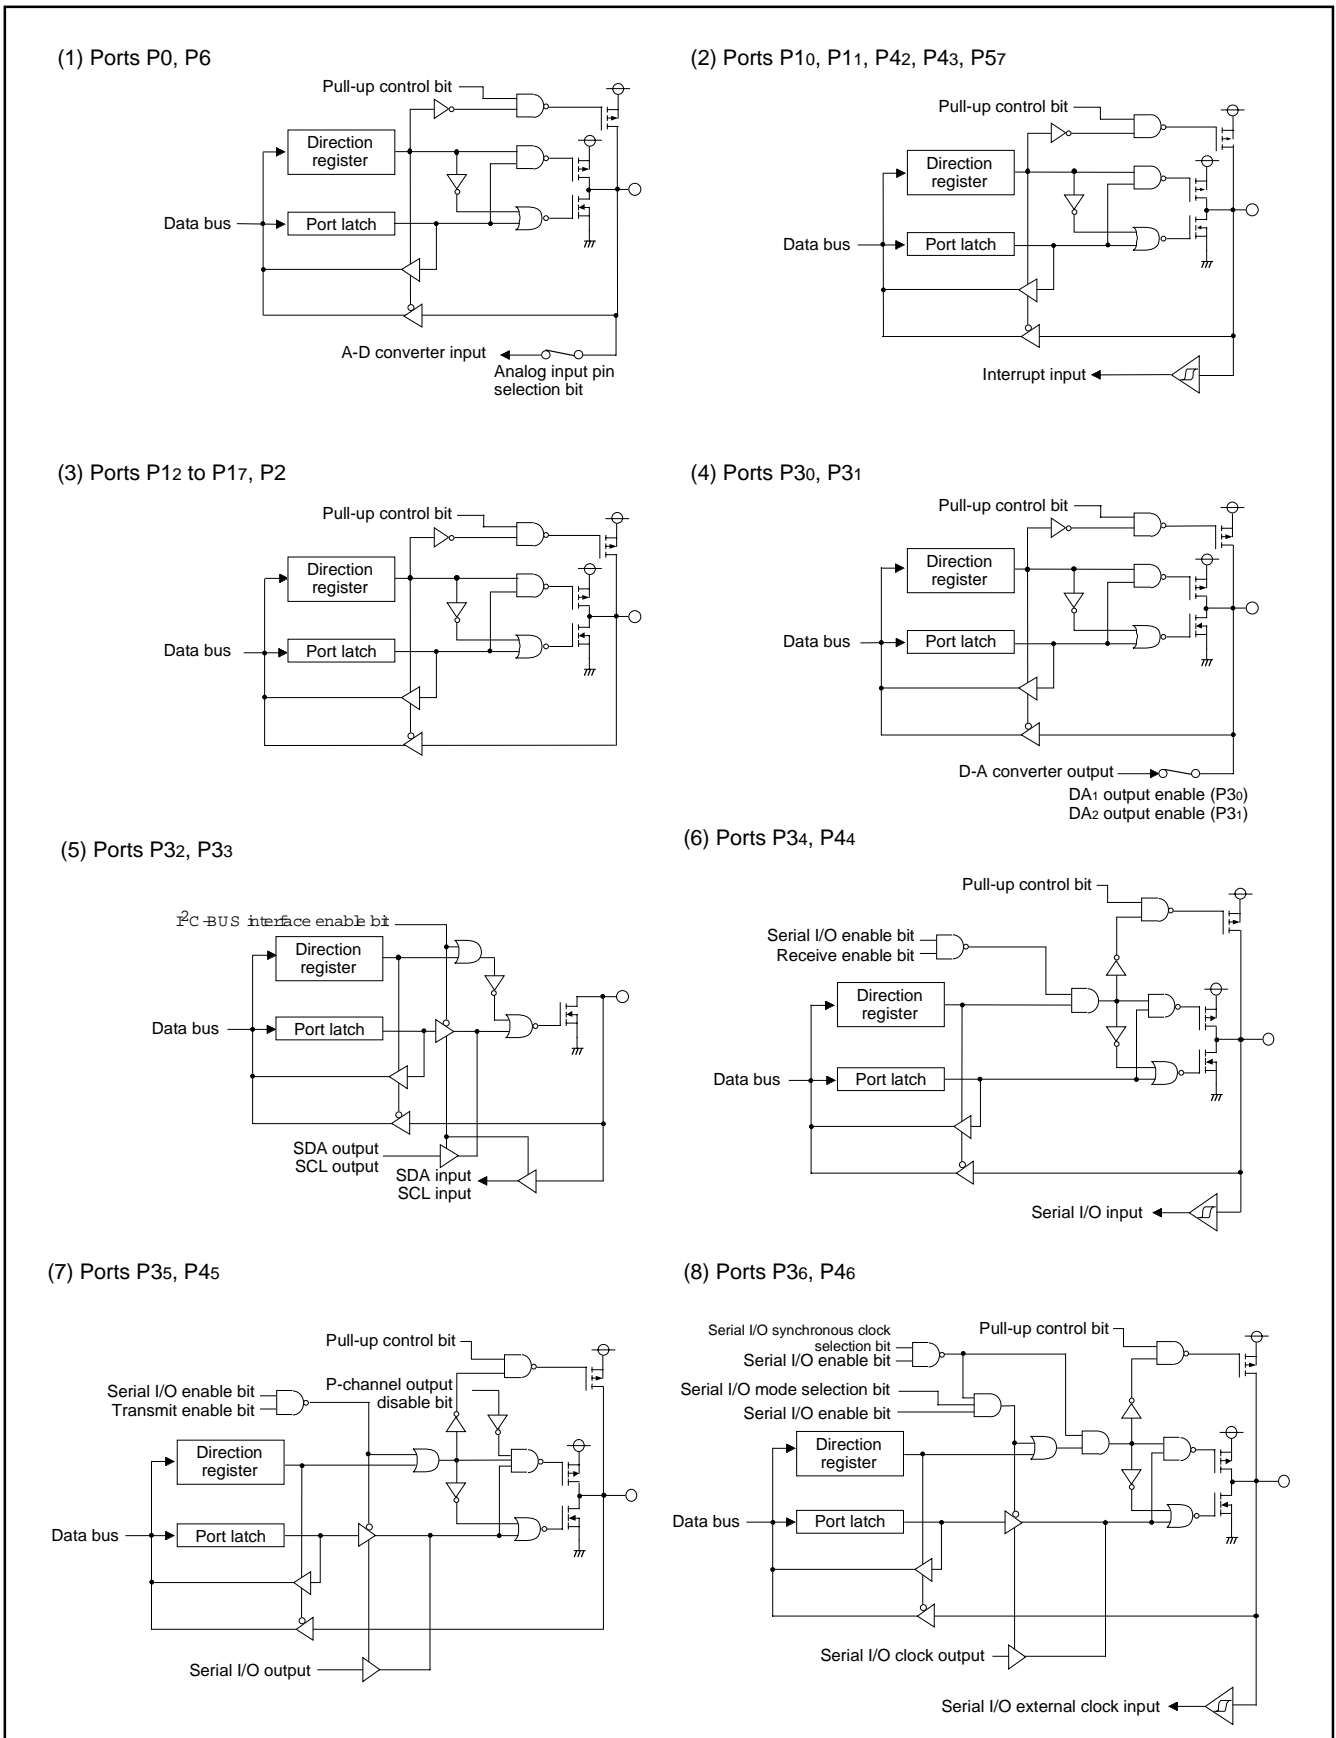 (1) Ports P0, P6
Pull-up control bit
Direction
register
Data bus
Port latch
A-D converter input
Analog input pin
selection bit
(2) Ports P10, P11, P42, P43, P57
Pull-up control bit
Direction
register
Data bus
Port latch
Interrupt input
(3) Ports P12 to P17, P2
Pull-up control bit
Direction
register
Data bus
Port latch
(4) Ports P30, P31
Pull-up control bit
Direction
register
Data bus
Port latch
D-A converter output
DA1 output enable (P30)
DA2 output enable (P31)
(5) Ports P32, P33
I2C-BUS interface enable bit
Direction
register
Data bus
Port latch
SDA output
SCL output
SDA input
SCL input
(6) Ports P34, P44
Pull-up control bit
Serial I/O enable bit
Receive enable bit
Direction
register
Data bus
Port latch
Serial I/O input
(7) Ports P35, P45
Pull-up control bit
Serial I/O enable bit
Transmit enable bit
P-channel output
disable bit
Direction
register
Data bus
Port latch
Serial I/O output
(8) Ports P36, P46
Serial I/O synchronous clock
selection bit
Serial I/O enable bit
Pull-up control bit
Serial I/O mode selection bit
Serial I/O enable bit
Direction
register
Data bus
Port latch
Serial I/O clock output
Serial I/O external clock input